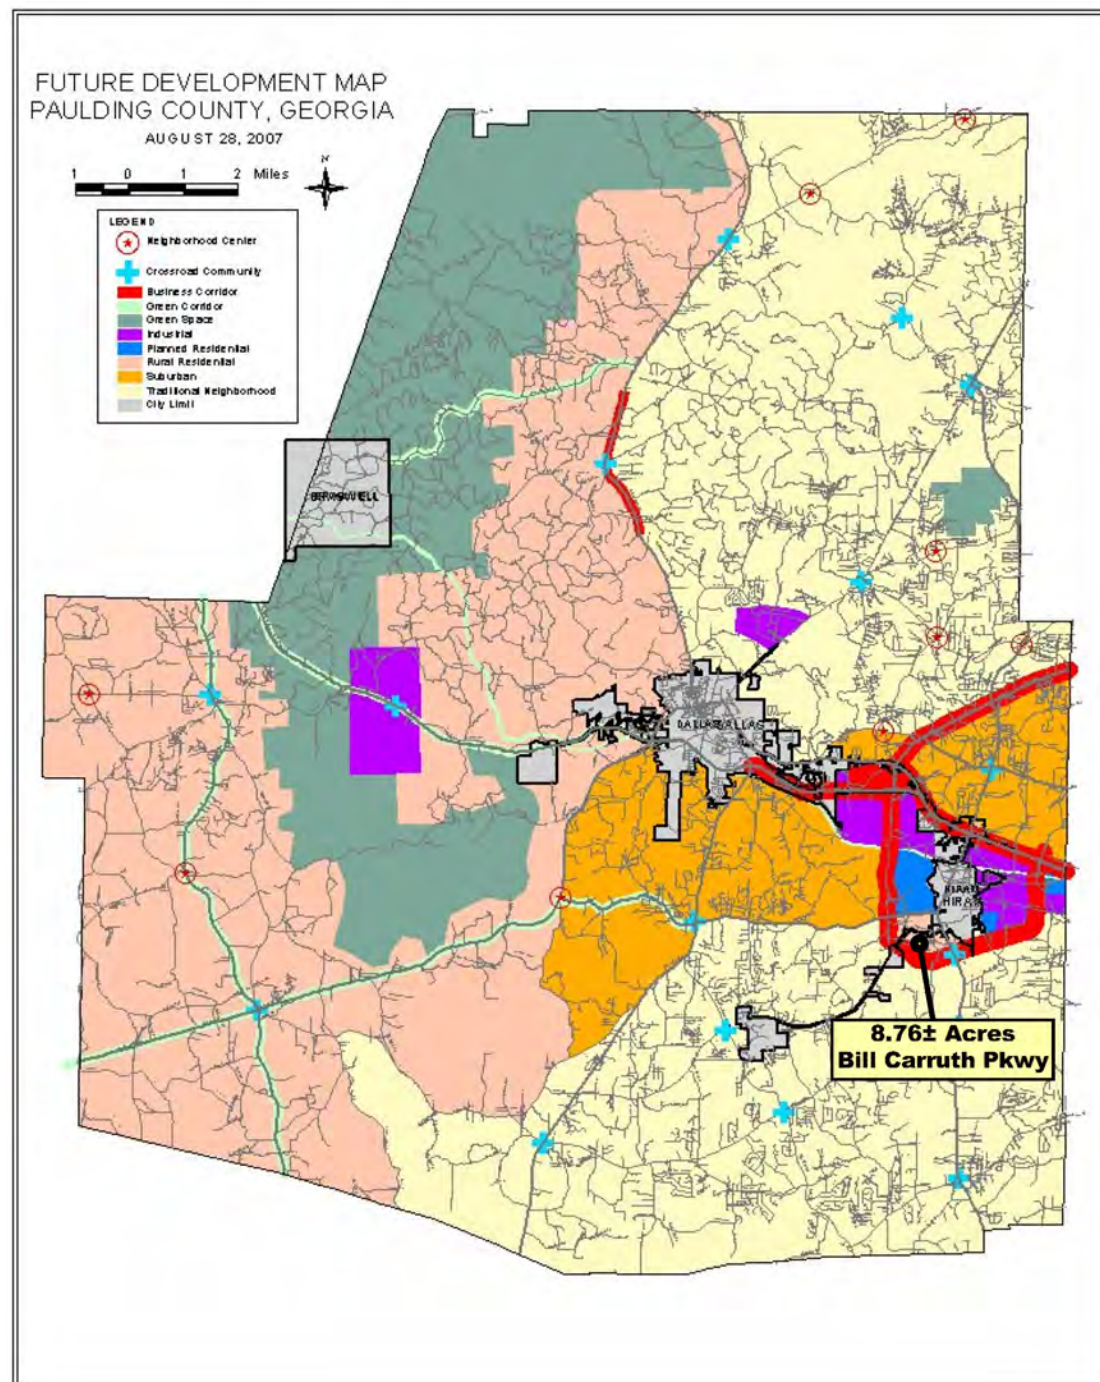 FUTURE DEVELOPMENT MAP
PAULDING COUNTY, GEORGIA
AUGUST 28, 2007
1 0 1 2 Miles
N
LEGEND
Neighborhood Center
Crossroad Community
Business Corridor
Green Corridor
Green Space
Industrial
Planned Residential
Rural Residential
Suburban
Traditional Neighborhood
City Limit
8.76± Acres
Bill Carruth Pkwy